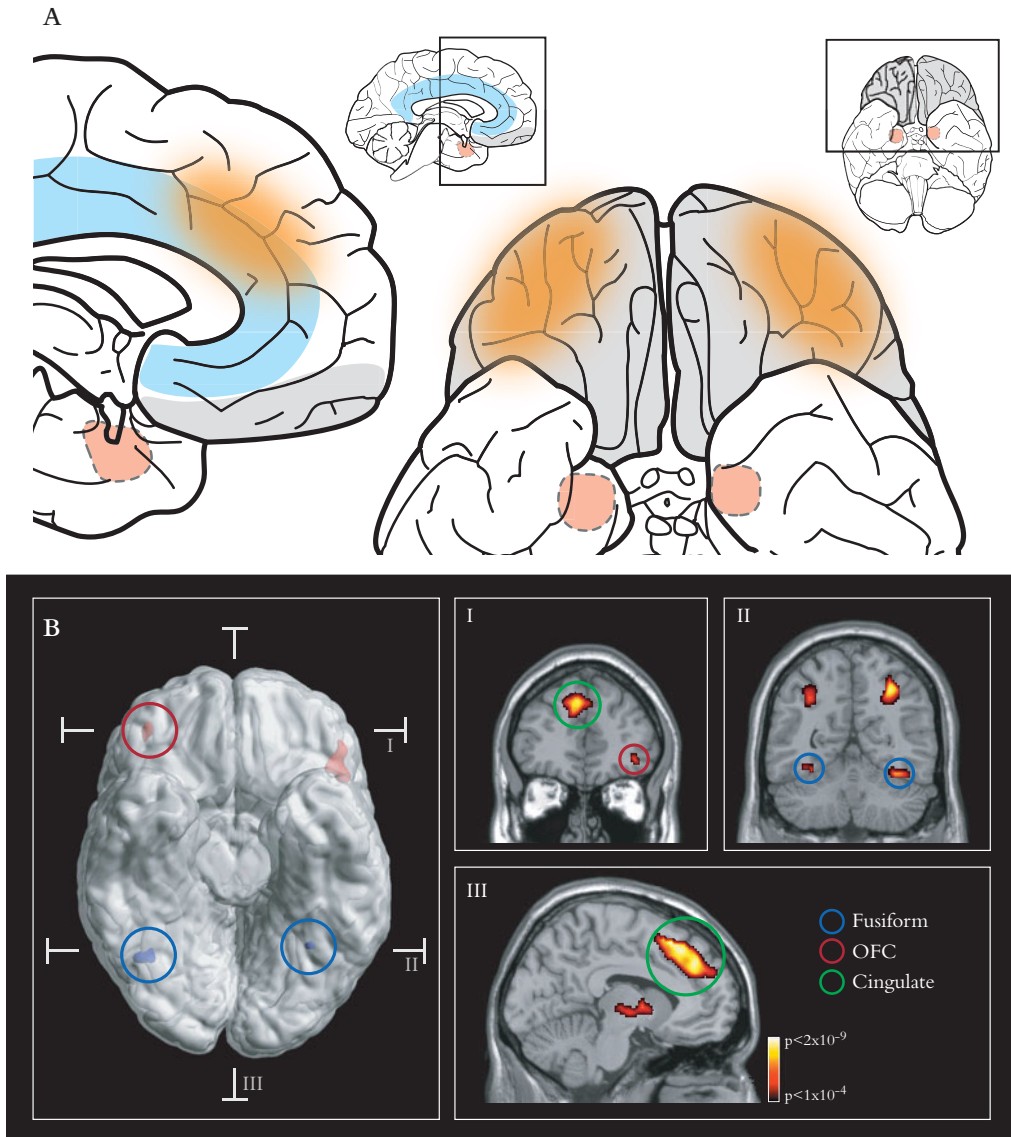 A
B
I
II
III
I
II
III
Fusiform
OFC
Cingulate
p<2x10⁻⁹
p<1x10⁻⁴